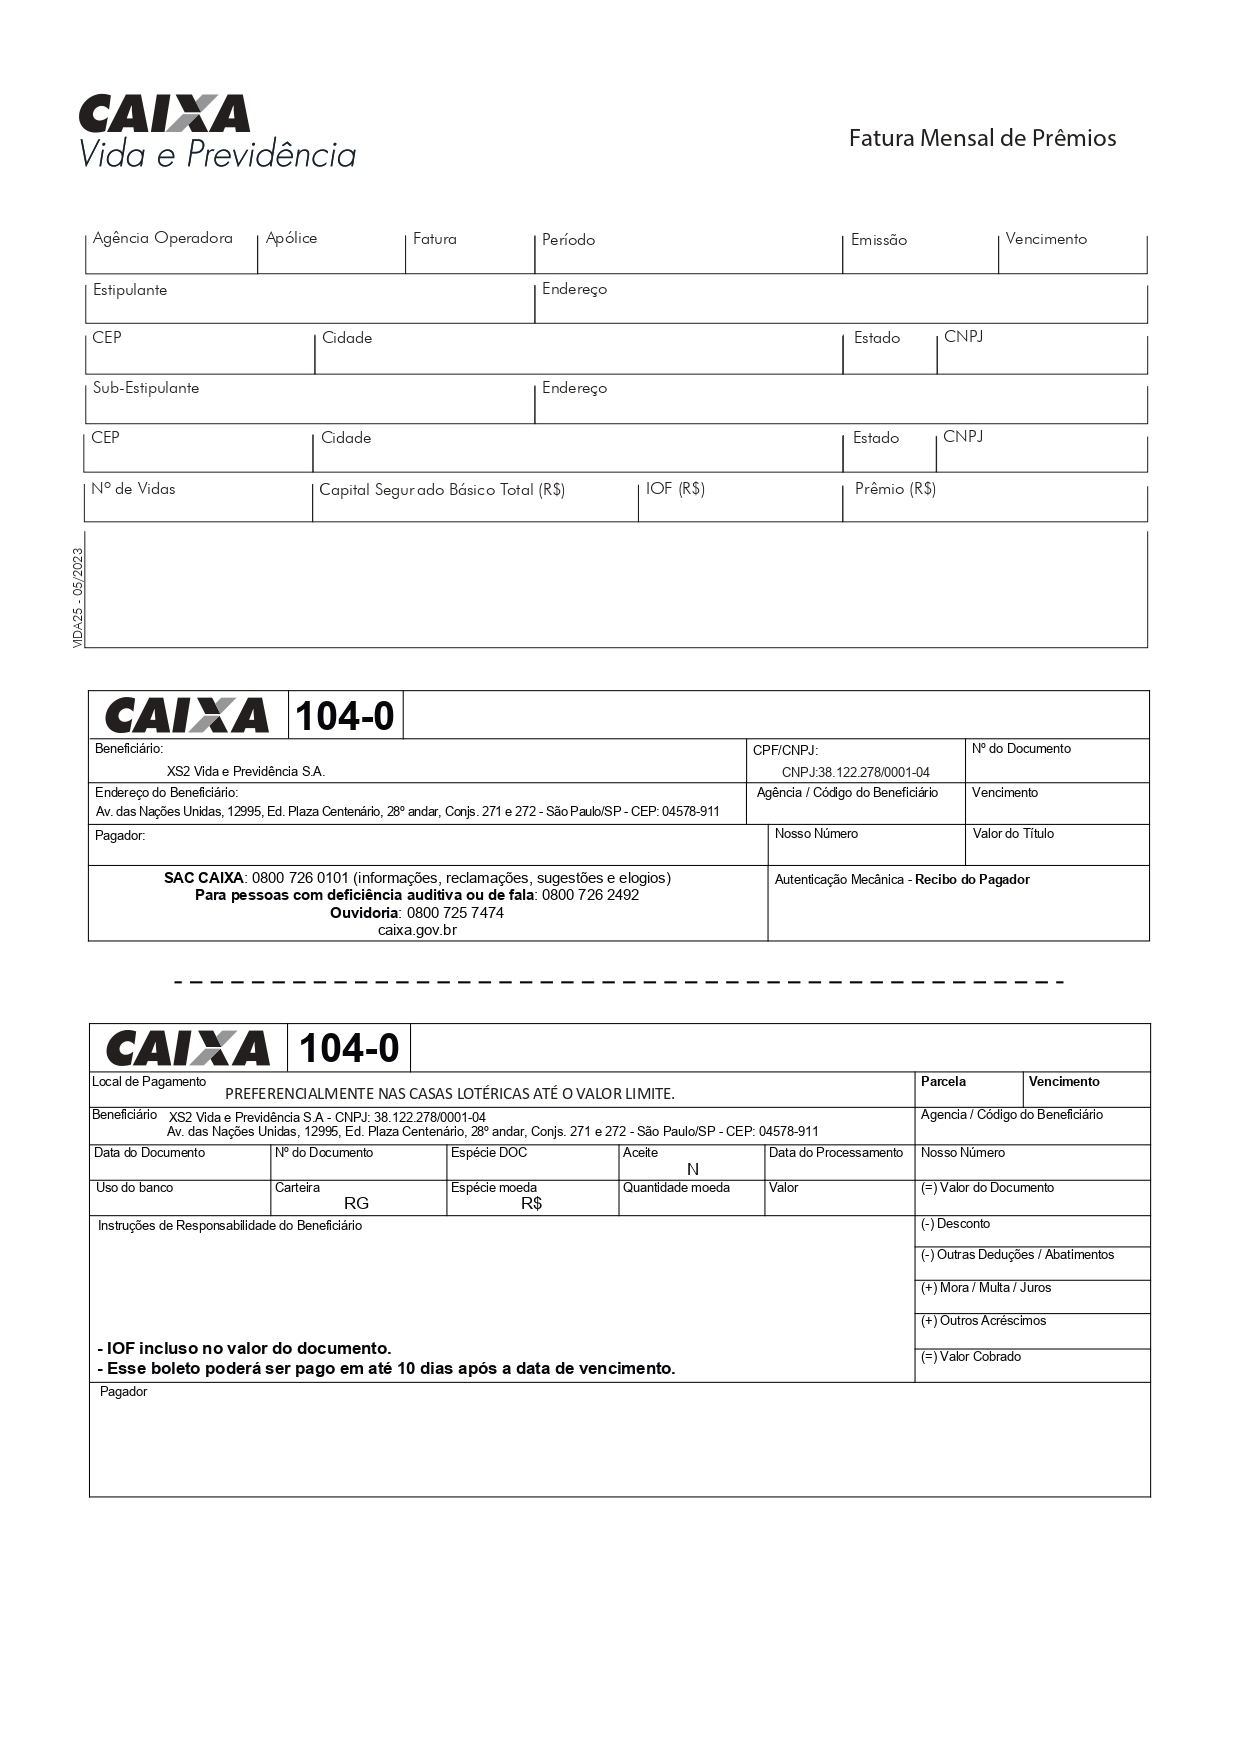 CAIXA
Vida e Previdência
Fatura Mensal de Prêmios
Agência Operadora Apólice Fatura Período Emissão Vencimento
Estipulante Endereço
CEP Cidade Estado CNPJ
Sub-Estipulante Endereço
CEP Cidade Estado CNPJ
Nº de Vidas Capital Segurado Básico Total (R$) IOF (R$) Prêmio (R$)
VIDA25 - 05/2023
CAIXA 104-0
Beneficiário: CPF/CNPJ: Nº do Documento
XS2 Vida e Previdência S.A. CNPJ:38.122.278/0001-04
Endereço do Beneficiário: Agência / Código do Beneficiário Vencimento
Av. das Nações Unidas, 12995, Ed. Plaza Centenário, 28º andar, Conjs. 271 e 272 - São Paulo/SP - CEP: 04578-911
Pagador: Nosso Número Valor do Título
SAC CAIXA: 0800 726 0101 (informações, reclamações, sugestões e elogios) Autenticação Mecânica - Recibo do Pagador
Para pessoas com deficiência auditiva ou de fala: 0800 726 2492
Ouvidoria: 0800 725 7474
caixa.gov.br
CAIXA 104-0
Local de Pagamento Parcela Vencimento
PREFERENCIALMENTE NAS CASAS LOTÉRICAS ATÉ O VALOR LIMITE.
Beneficiário XS2 Vida e Previdência S.A - CNPJ: 38.122.278/0001-04 Agencia / Código do Beneficiário
Av. das Nações Unidas, 12995, Ed. Plaza Centenário, 28º andar, Conjs. 271 e 272 - São Paulo/SP - CEP: 04578-911
Data do Documento Nº do Documento Espécie DOC Aceite Data do Processamento Nosso Número
N
Uso do banco Carteira Espécie moeda Quantidade moeda Valor (=) Valor do Documento
RG R$
Instruções de Responsabilidade do Beneficiário (-) Desconto
(-) Outras Deduções / Abatimentos
(+) Mora / Multa / Juros
(+) Outros Acréscimos
- IOF incluso no valor do documento.
(=) Valor Cobrado
- Esse boleto poderá ser pago em até 10 dias após a data de vencimento.
Pagador